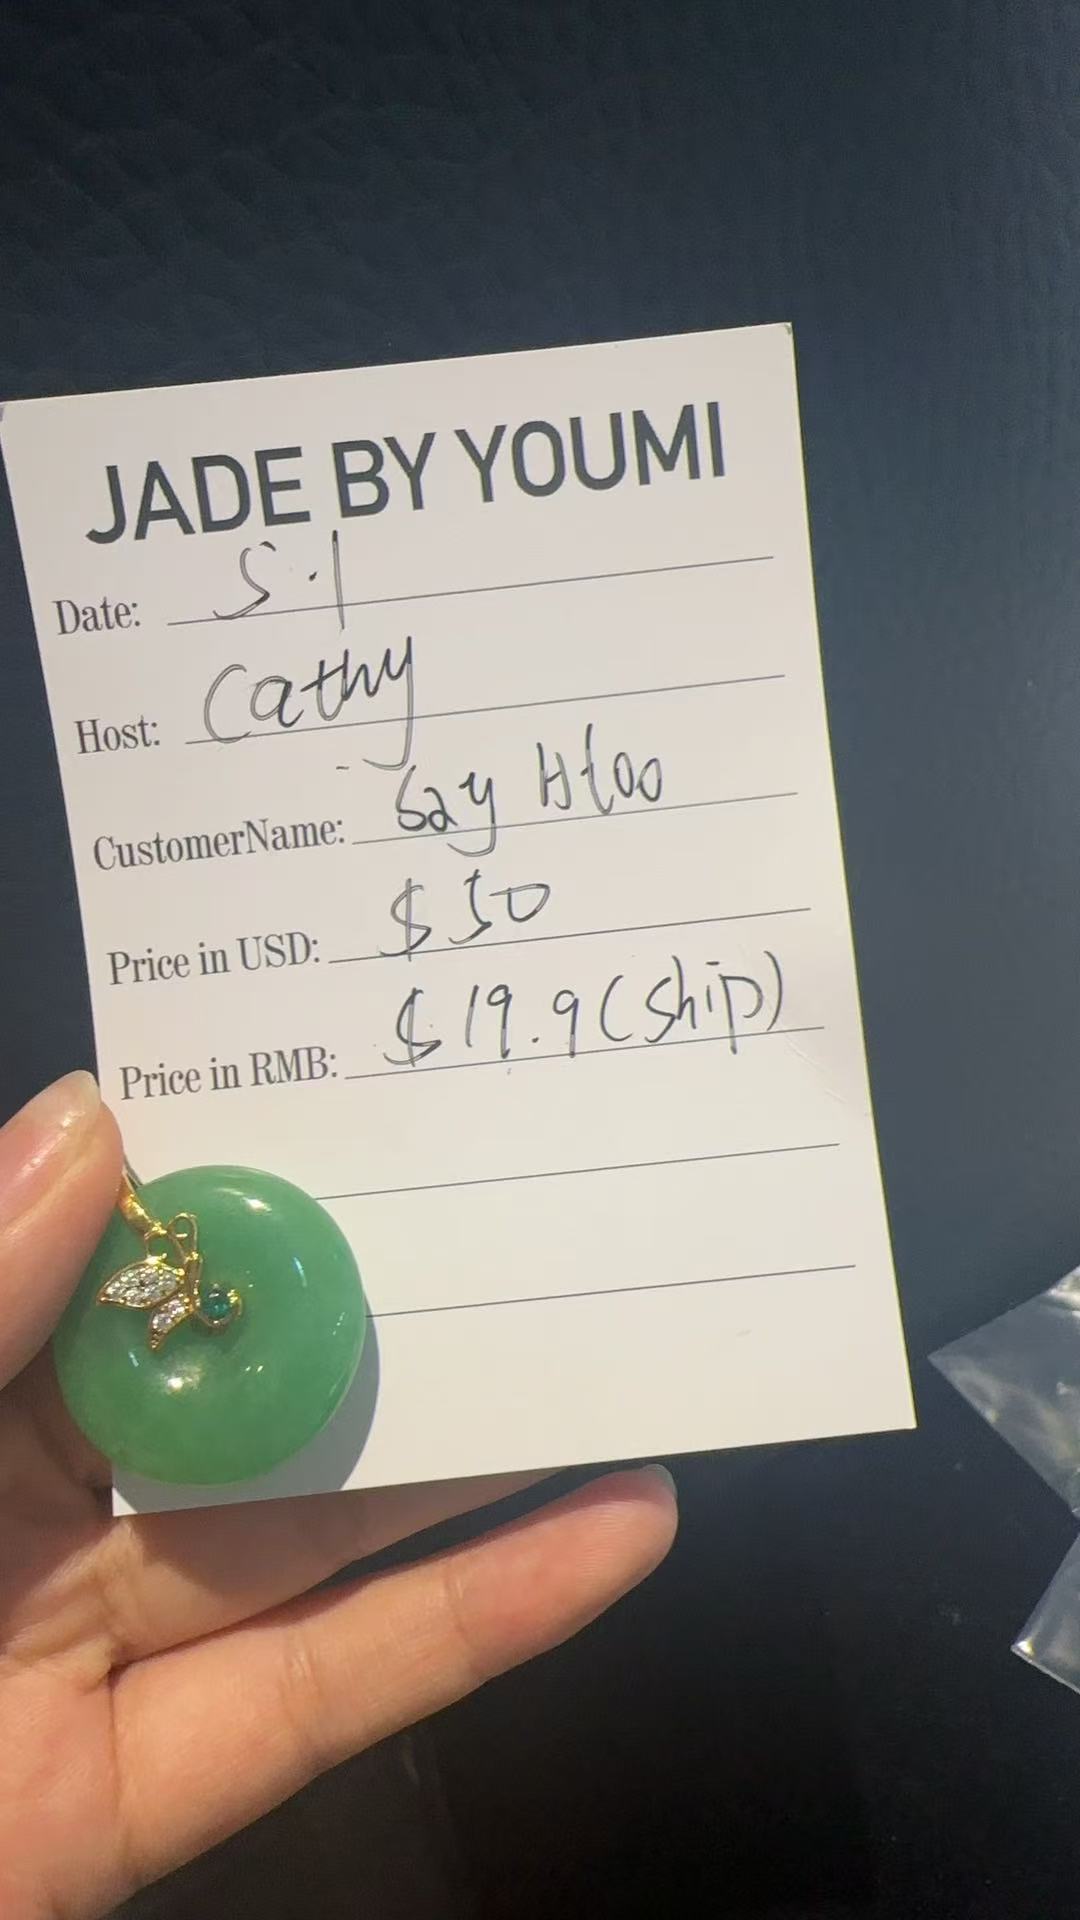 JADE BY YOUMI
Date: 5.1
Host: Cathy
CustomerName: Say Htoo
Price in USD: $50
Price in RMB: $19.9 (ship)